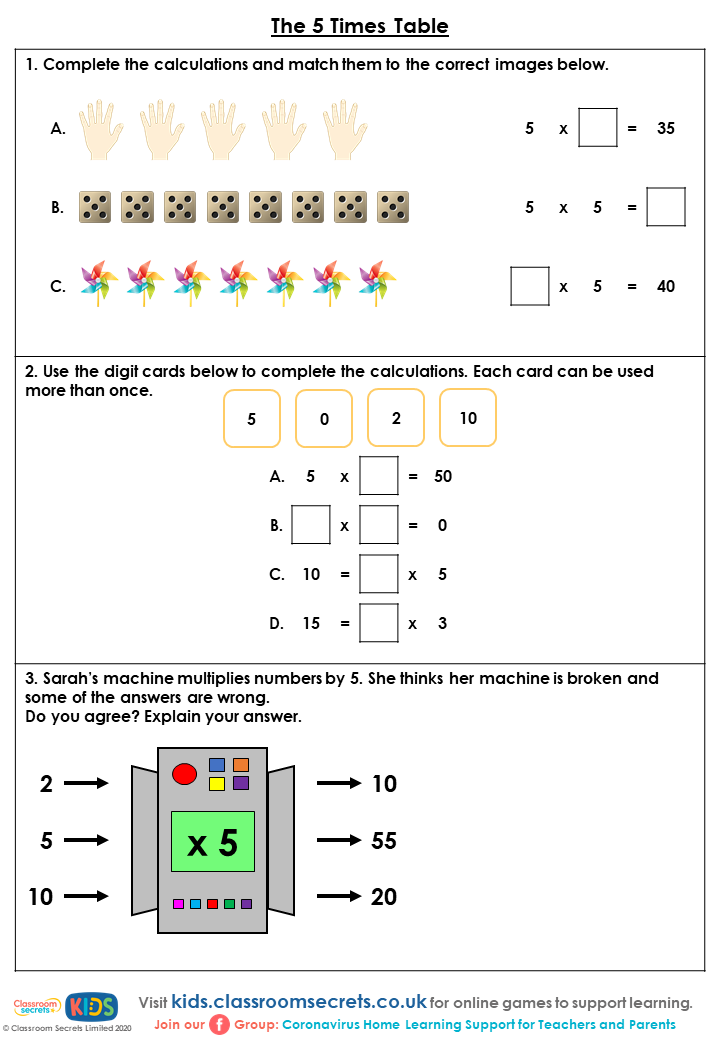 The 5 Times Table
1. Complete the calculations and match them to the correct images below.
A.
5 x = 35
B.
5 x 5 =
C.
x 5 = 40
2. Use the digit cards below to complete the calculations. Each card can be used
more than once.
5 0 2 10
A. 5 x = 50
B. x = 0
C. 10 = x 5
D. 15 = x 3
3. Sarah's machine multiplies numbers by 5. She thinks her machine is broken and
some of the answers are wrong.
Do you agree? Explain your answer.
2 10
5 x 5 55
10 20
Classroom
secrets
KIDS
© Classroom Secrets Limited 2020
Visit kids.classroomsecrets.co.uk for online games to support learning.
Join our f Group: Coronavirus Home Learning Support for Teachers and Parents